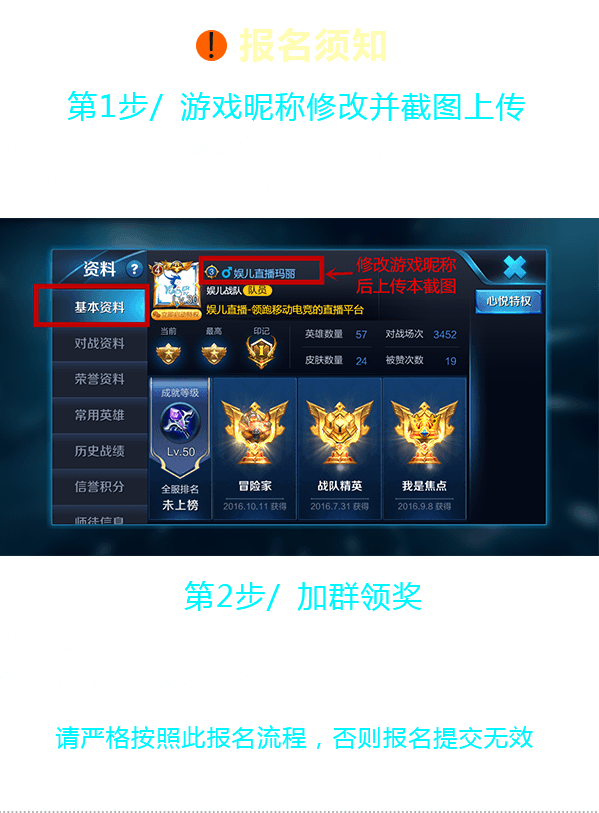 ! 报名须知
第1步/ 游戏昵称修改并截图上传
资料 ?
4
3 娱儿直播玛丽
修改游戏昵称
后上传本截图
Lv.30
娱儿战队 队员
立即启动特权
娱儿直播-领跑移动电竞的直播平台
心悦特权
基本资料
对战资料
荣誉资料
常用英雄
历史战绩
信誉积分
师徒信息
当前 最高 印记
英雄数量 57 对战场次 3452
皮肤数量 24 被赞次数 19
成就等级
Lv.50
全服排名
未上榜
冒险家
2016.10.11 获得
战队精英
2016.7.31 获得
我是焦点
2016.9.8 获得
第2步/ 加群领奖
请严格按照此报名流程，否则报名提交无效